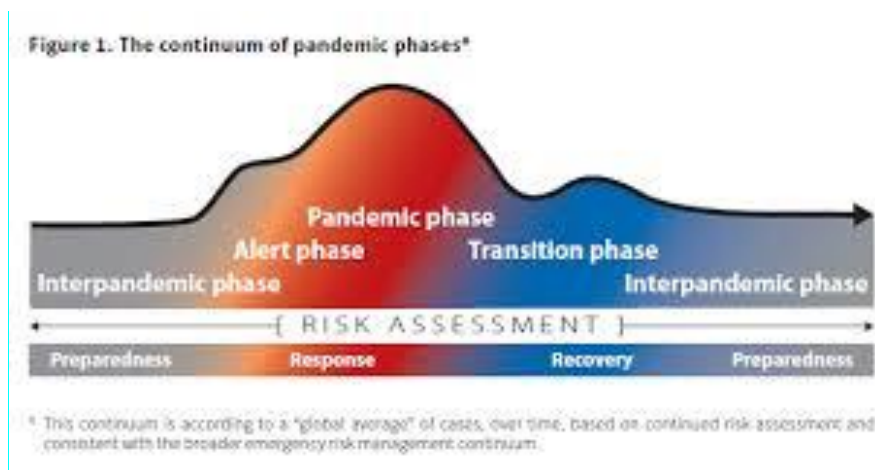 Figure 1. The continuum of pandemic phases*
Pandemic phase
Alert phase
Transition phase
Interpandemic phase
Interpandemic phase
[ RISK ASSESSMENT ]
Preparedness
Response
Recovery
Preparedness
* This continuum is according to a "global average" of cases, over time, based on continued risk assessment and
consistent with the broader emergency risk management continuum.